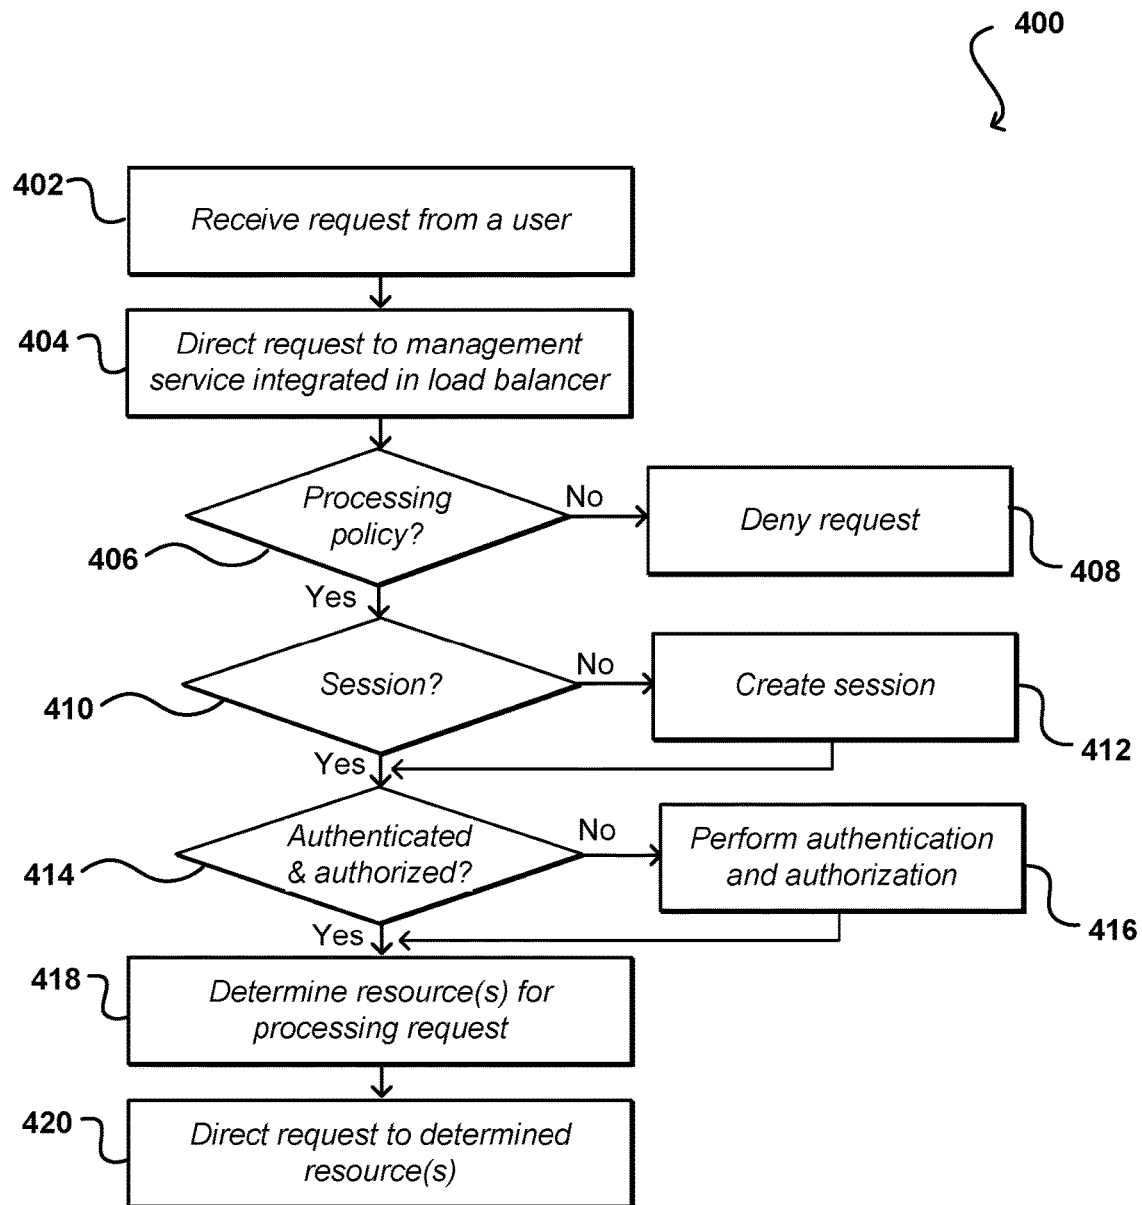 400
402
Receive request from a user
404
Direct request to management
service integrated in load balancer
Processing
policy?
No
Deny request
406
408
Yes
Session?
No
Create session
410
412
Yes
Authenticated
& authorized?
No
Perform authentication
and authorization
414
416
Yes
418
Determine resource(s) for
processing request
420
Direct request to determined
resource(s)